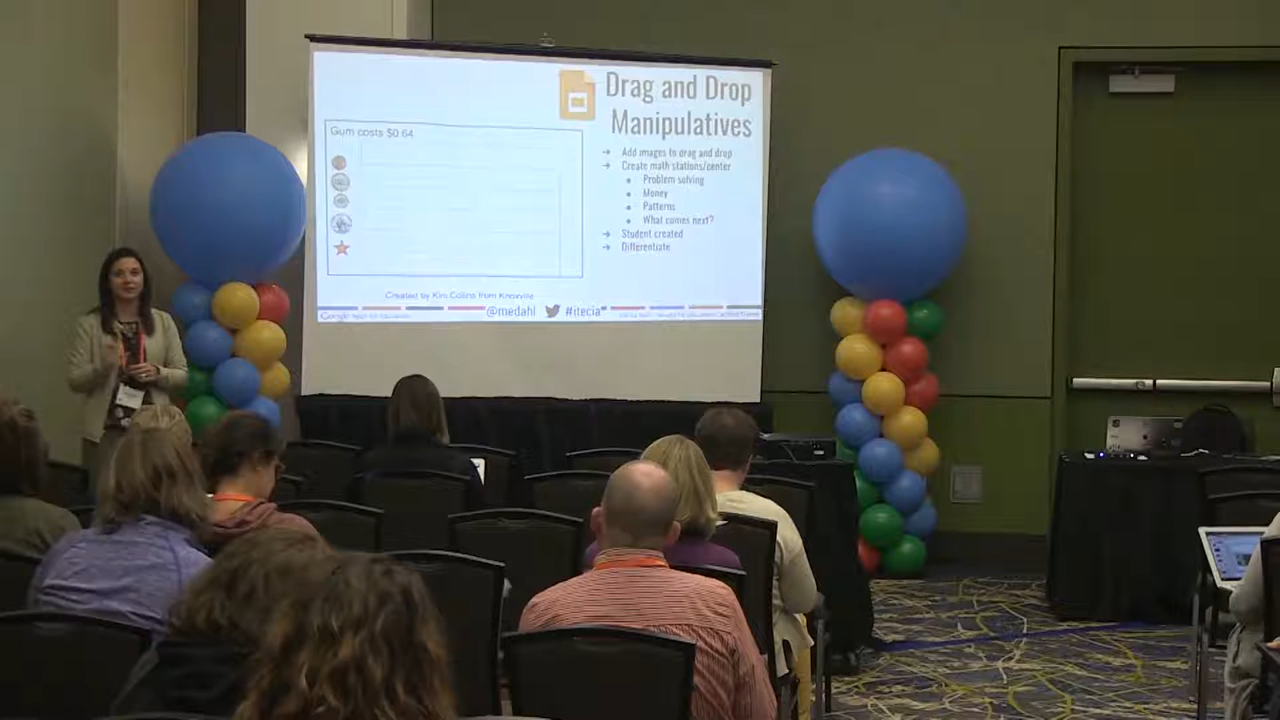 Drag and Drop
Manipulatives
Gum costs $0.64
➔ Add images to drag and drop
➔ Create math stations/center
● Problem solving
● Money
● Patterns
● What comes next?
➔ Student created
➔ Differentiate
Created by Kim Collins from Knoxville
@medahl #itecia